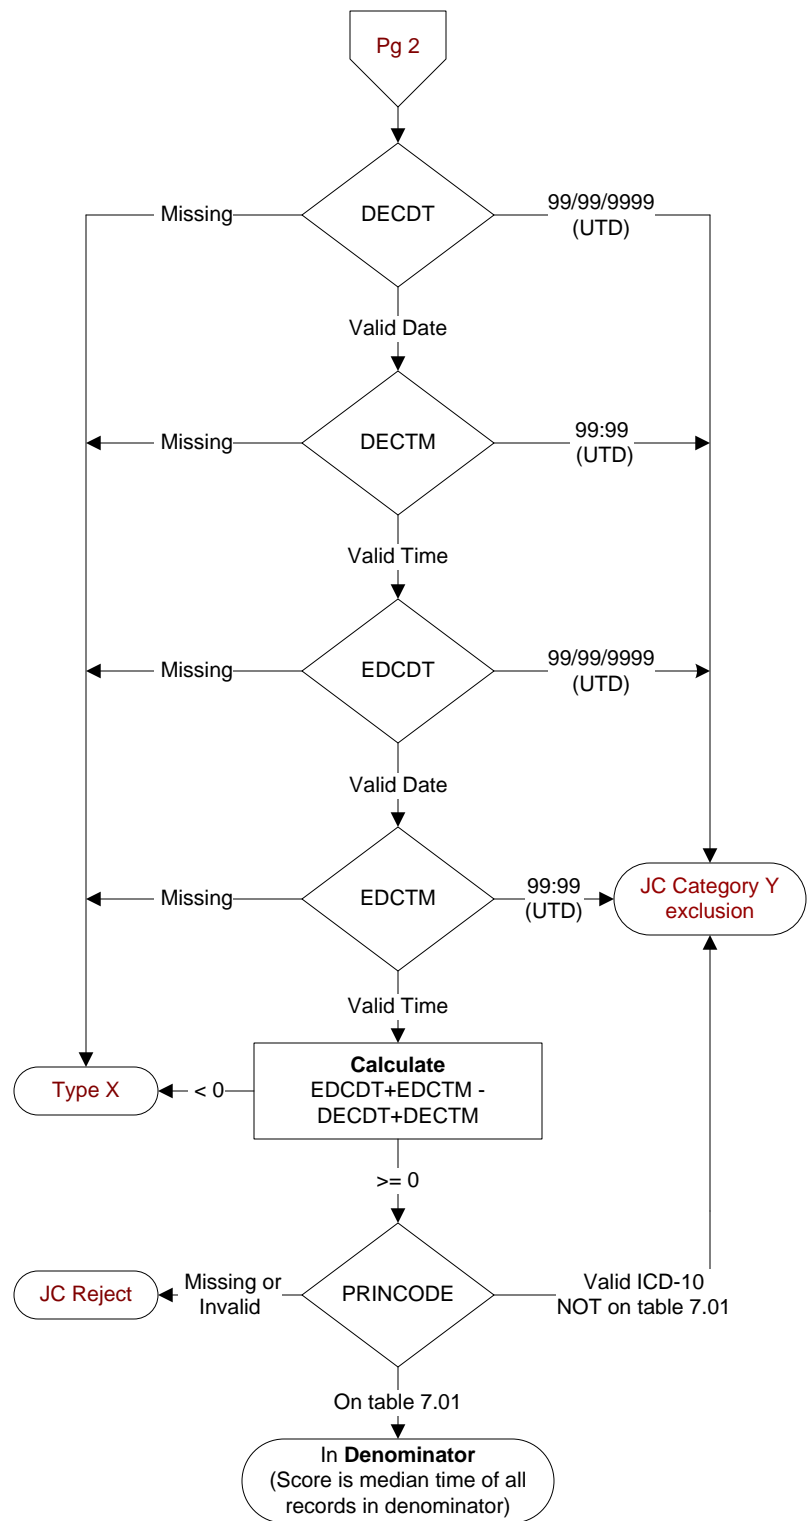 Pg 2
Missing
DECDT
99/99/9999
(UTD)
Valid Date
Missing
DECTM
99:99
(UTD)
Valid Time
Missing
EDCDT
99/99/9999
(UTD)
Valid Date
Missing
EDCTM
99:99
(UTD)
JC Category Y
exclusion
Valid Time
Type X
< 0
Calculate
EDCDT+EDCTM -
DECDT+DECTM
>= 0
JC Reject
Missing or
Invalid
PRINCODE
Valid ICD-10
NOT on table 7.01
On table 7.01
In Denominator
(Score is median time of all
records in denominator)